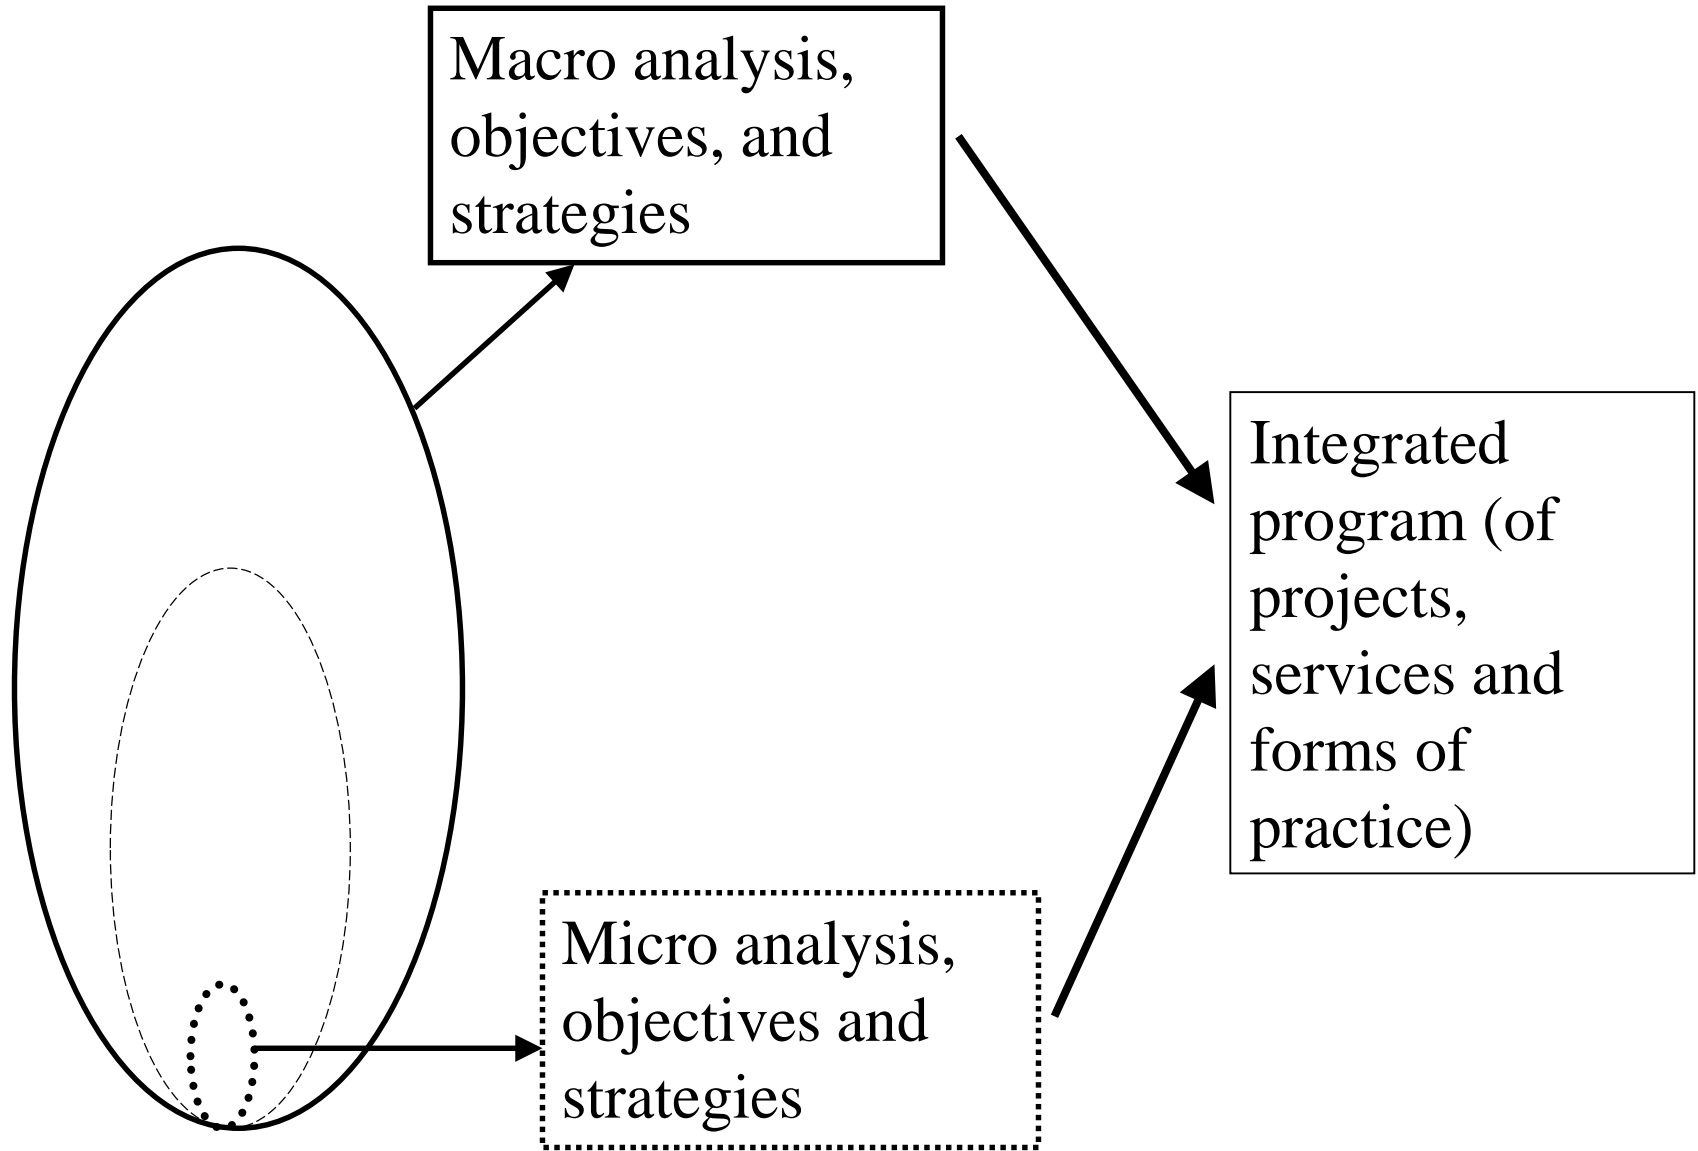 Macro analysis,
objectives, and
strategies
Integrated
program (of
projects,
services and
forms of
practice)
Micro analysis,
objectives and
strategies